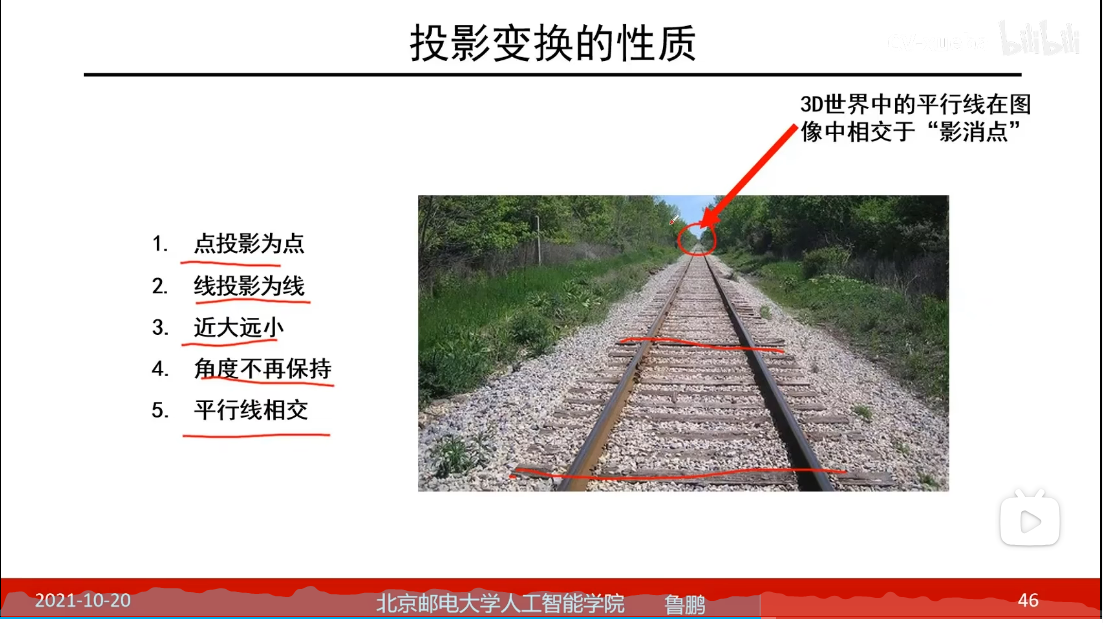 投影变换的性质
bilibili
3D世界中的平行线在图
像中相交于“影消点”
1. 点投影为点
2. 线投影为线
3. 近大远小
4. 角度不再保持
5. 平行线相交
2021-10-20
北京邮电大学人工智能学院 鲁鹏
46